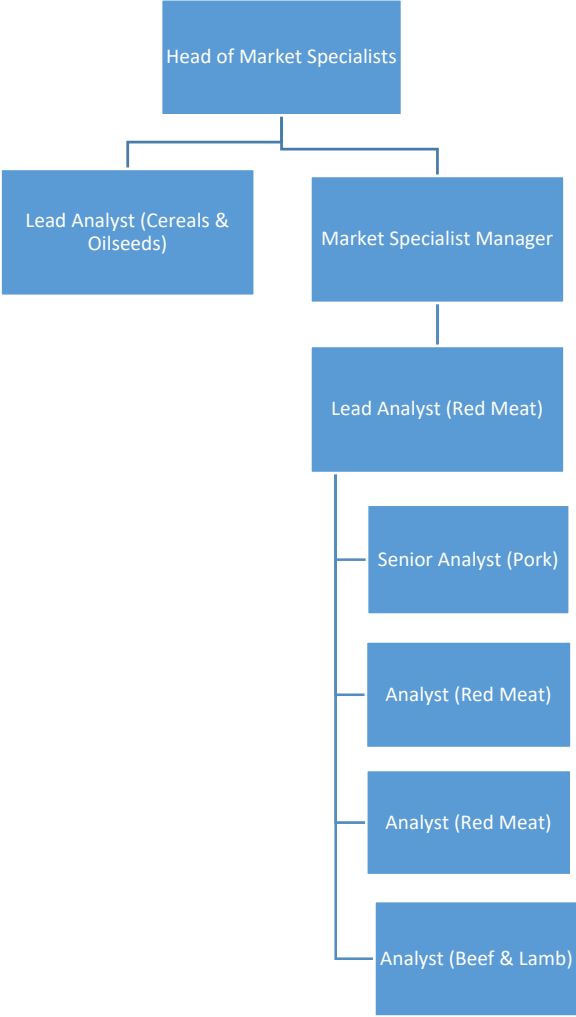 Head of Market Specialists
Lead Analyst (Cereals &
Oilseeds)
Market Specialist Manager
Lead Analyst (Red Meat)
Senior Analyst (Pork)
Analyst (Red Meat)
Analyst (Red Meat)
Analyst (Beef & Lamb)